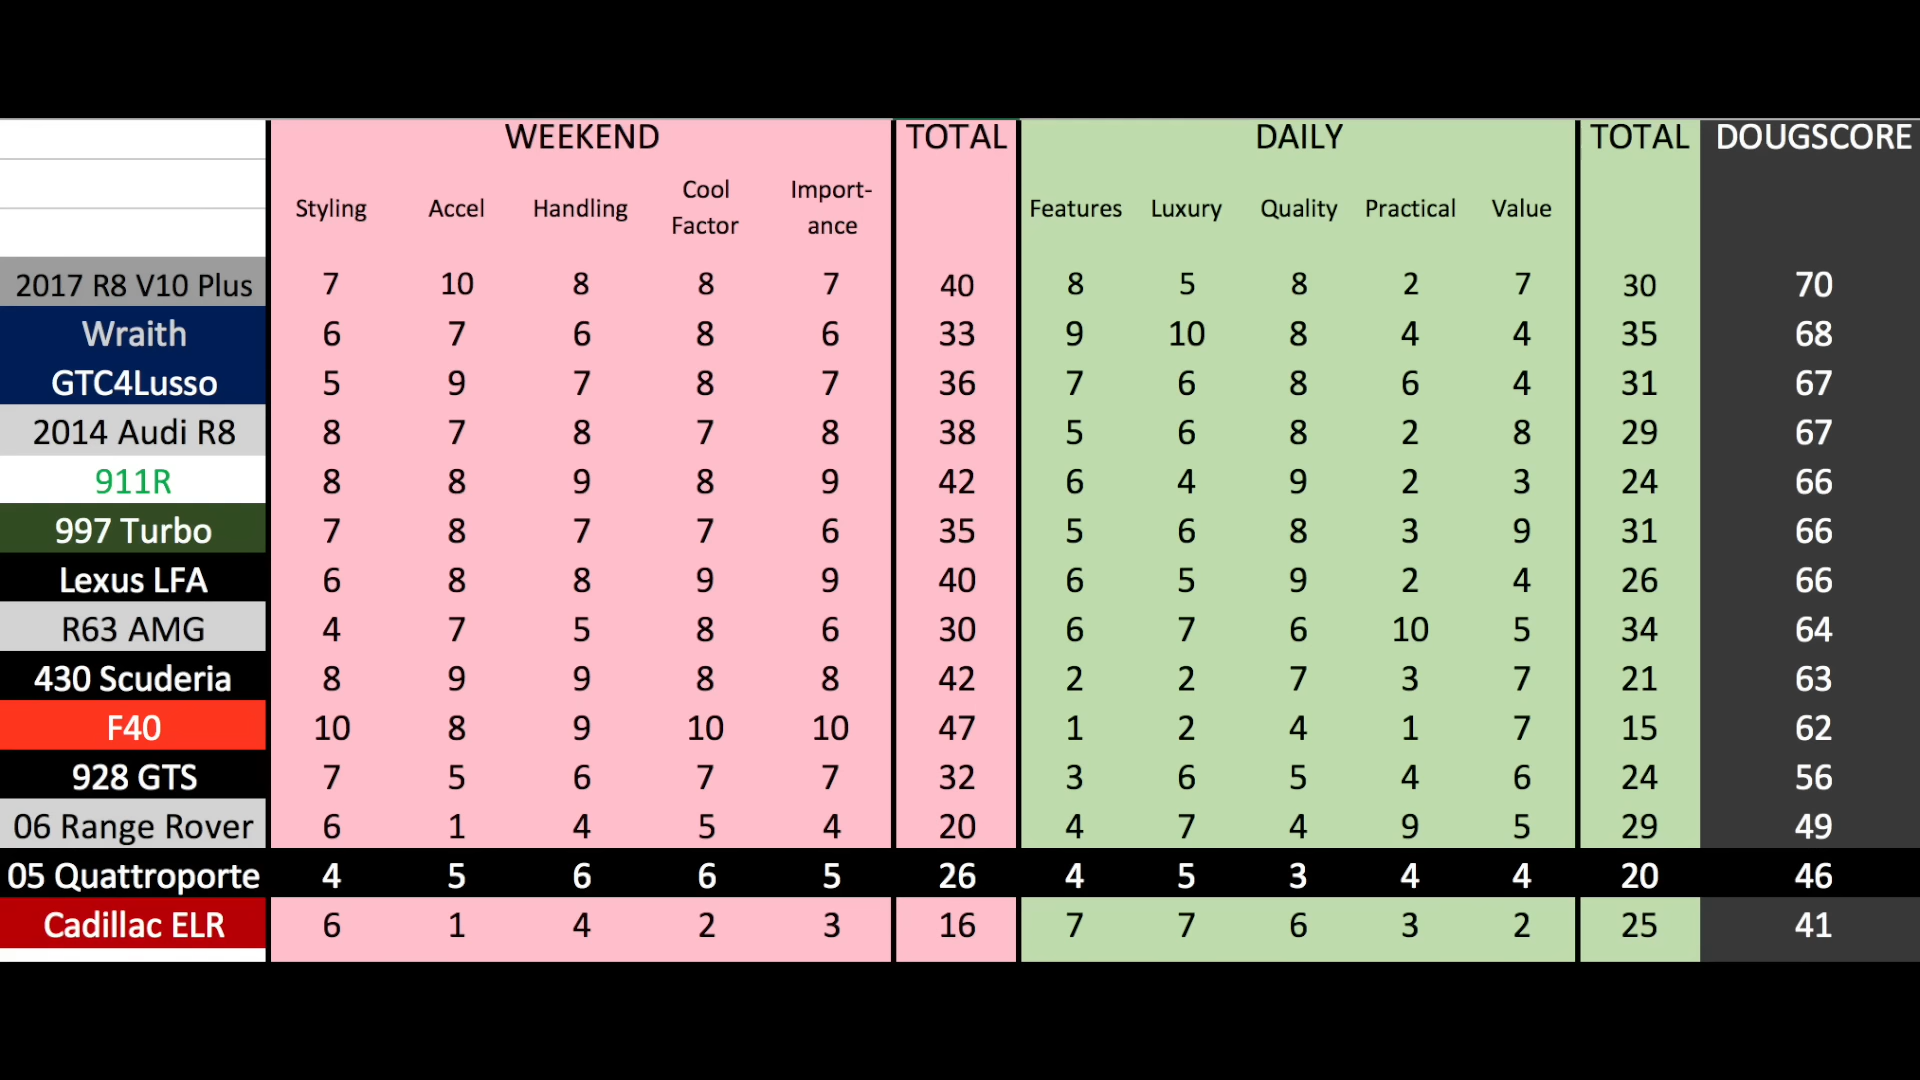 WEEKEND TOTAL DAILY TOTAL DOUGSCORE
Styling Accel Handling Cool Factor Import-ance Features Luxury Quality Practical Value
2017 R8 V10 Plus 7 10 8 8 7 40 8 5 8 2 7 30 70
Wraith 6 7 6 8 6 33 9 10 8 4 4 35 68
GTC4Lusso 5 9 7 8 7 36 7 6 8 6 4 31 67
2014 Audi R8 8 7 8 7 8 38 5 6 8 2 8 29 67
911R 8 8 9 8 9 42 6 4 9 2 3 24 66
997 Turbo 7 8 7 7 6 35 5 6 8 3 9 31 66
Lexus LFA 6 8 8 9 9 40 6 5 9 2 4 26 66
R63 AMG 4 7 5 8 6 30 6 7 6 10 5 34 64
430 Scuderia 8 9 9 8 8 42 2 2 7 3 7 21 63
F40 10 8 9 10 10 47 1 2 4 1 7 15 62
928 GTS 7 5 6 7 7 32 3 6 5 4 6 24 56
06 Range Rover 6 1 4 5 4 20 4 7 4 9 5 29 49
05 Quattroporte 4 5 6 6 5 26 4 5 3 4 4 20 46
Cadillac ELR 6 1 4 2 3 16 7 7 6 3 2 25 41